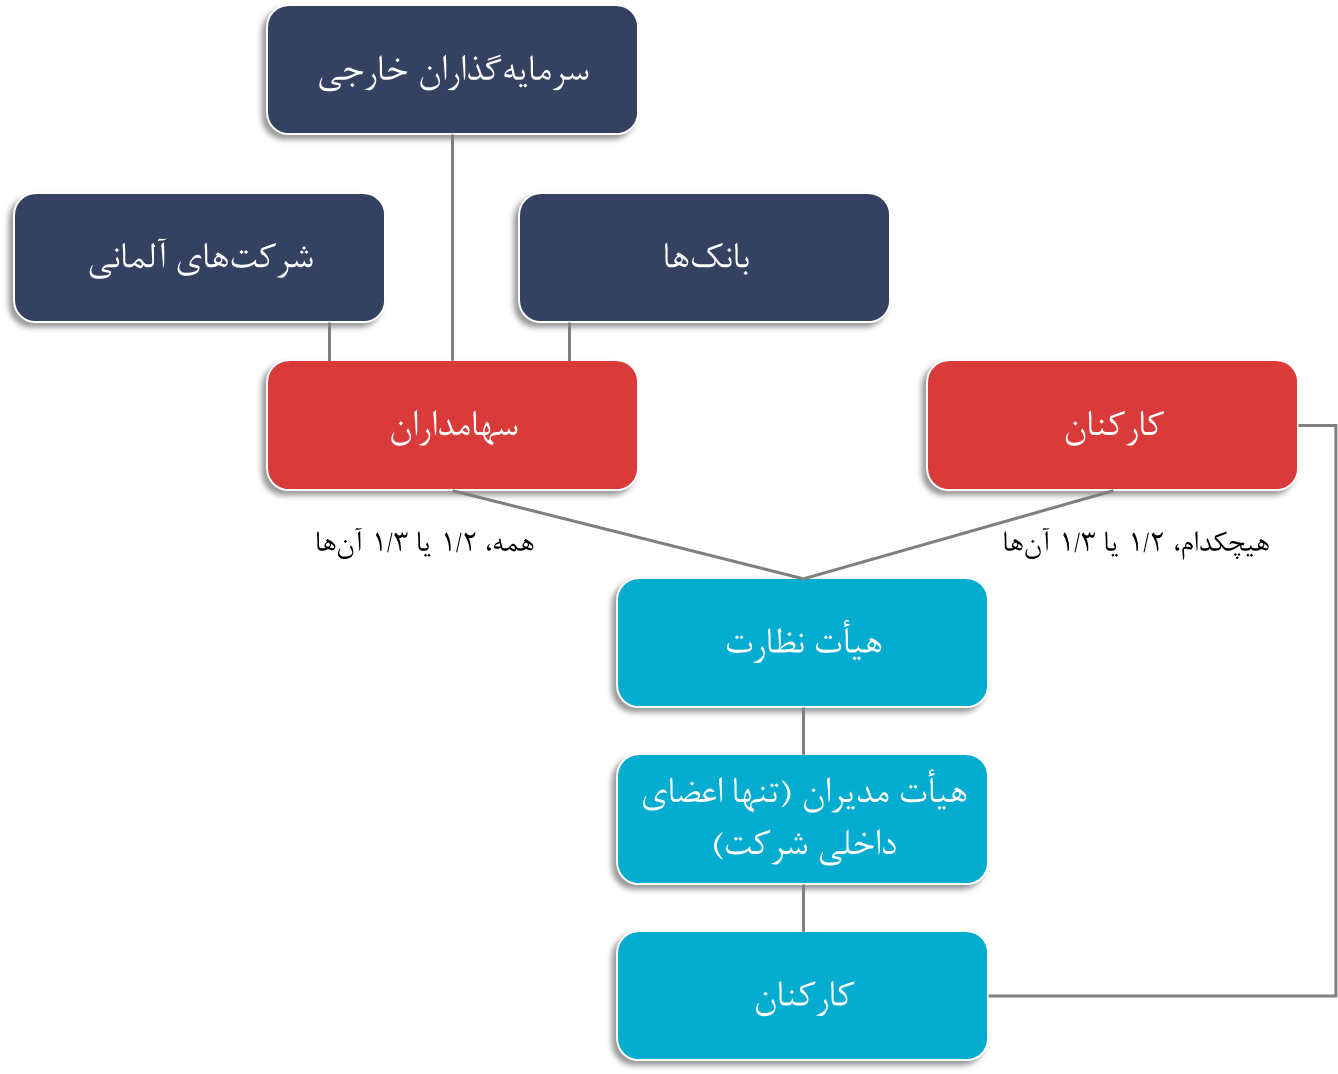 سرمایه‌گذاران خارجی
بانک‌ها
شرکت‌های آلمانی
کارکنان
سهامداران
هیچکدام، ۱/۲ یا ۱/۳ آن‌ها
همه، ۱/۲ یا ۱/۳ آن‌ها
هیأت نظارت
هیأت مدیران (تنها اعضای
داخلی شرکت)
کارکنان